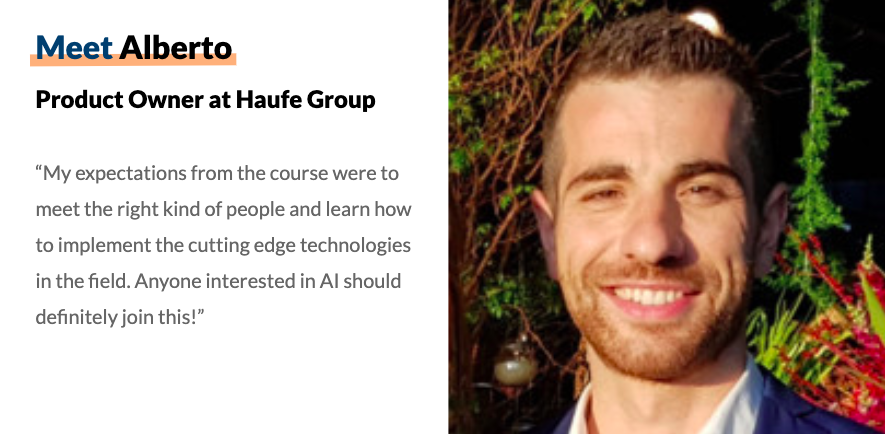 Meet Alberto
Product Owner at Haufe Group
“My expectations from the course were to
meet the right kind of people and learn how
to implement the cutting edge technologies
in the field. Anyone interested in AI should
definitely join this!”